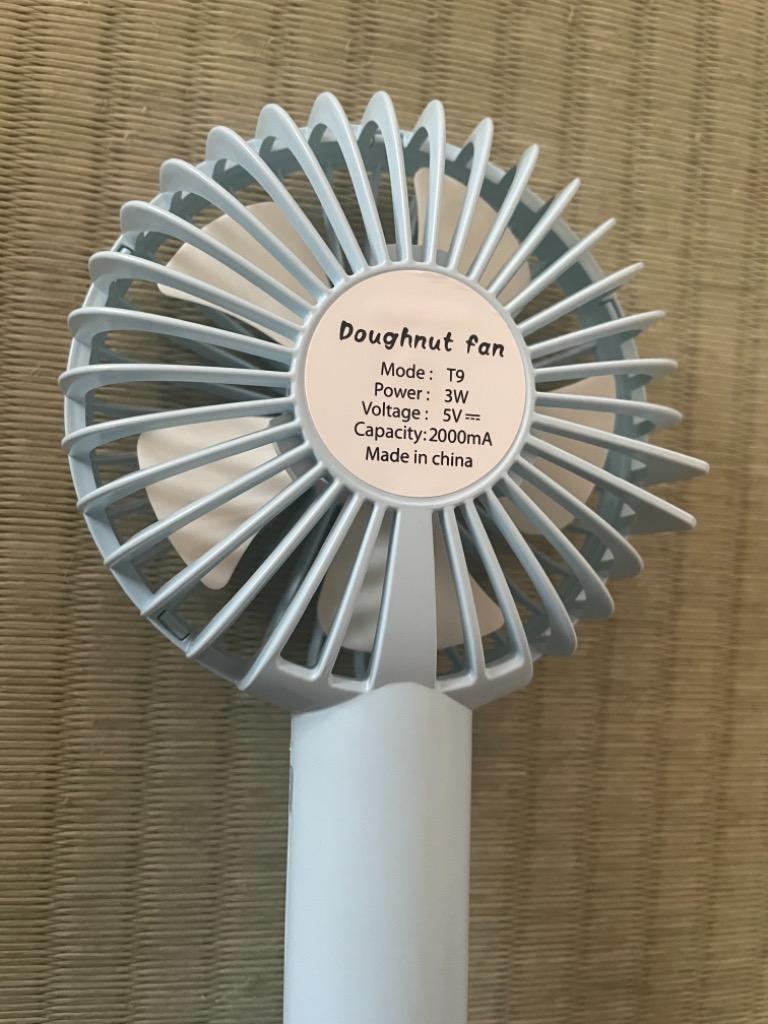 Doughnut fan
Mode : T9
Power : 3W
Voltage : 5V⎓
Capacity:2000mA
Made in china